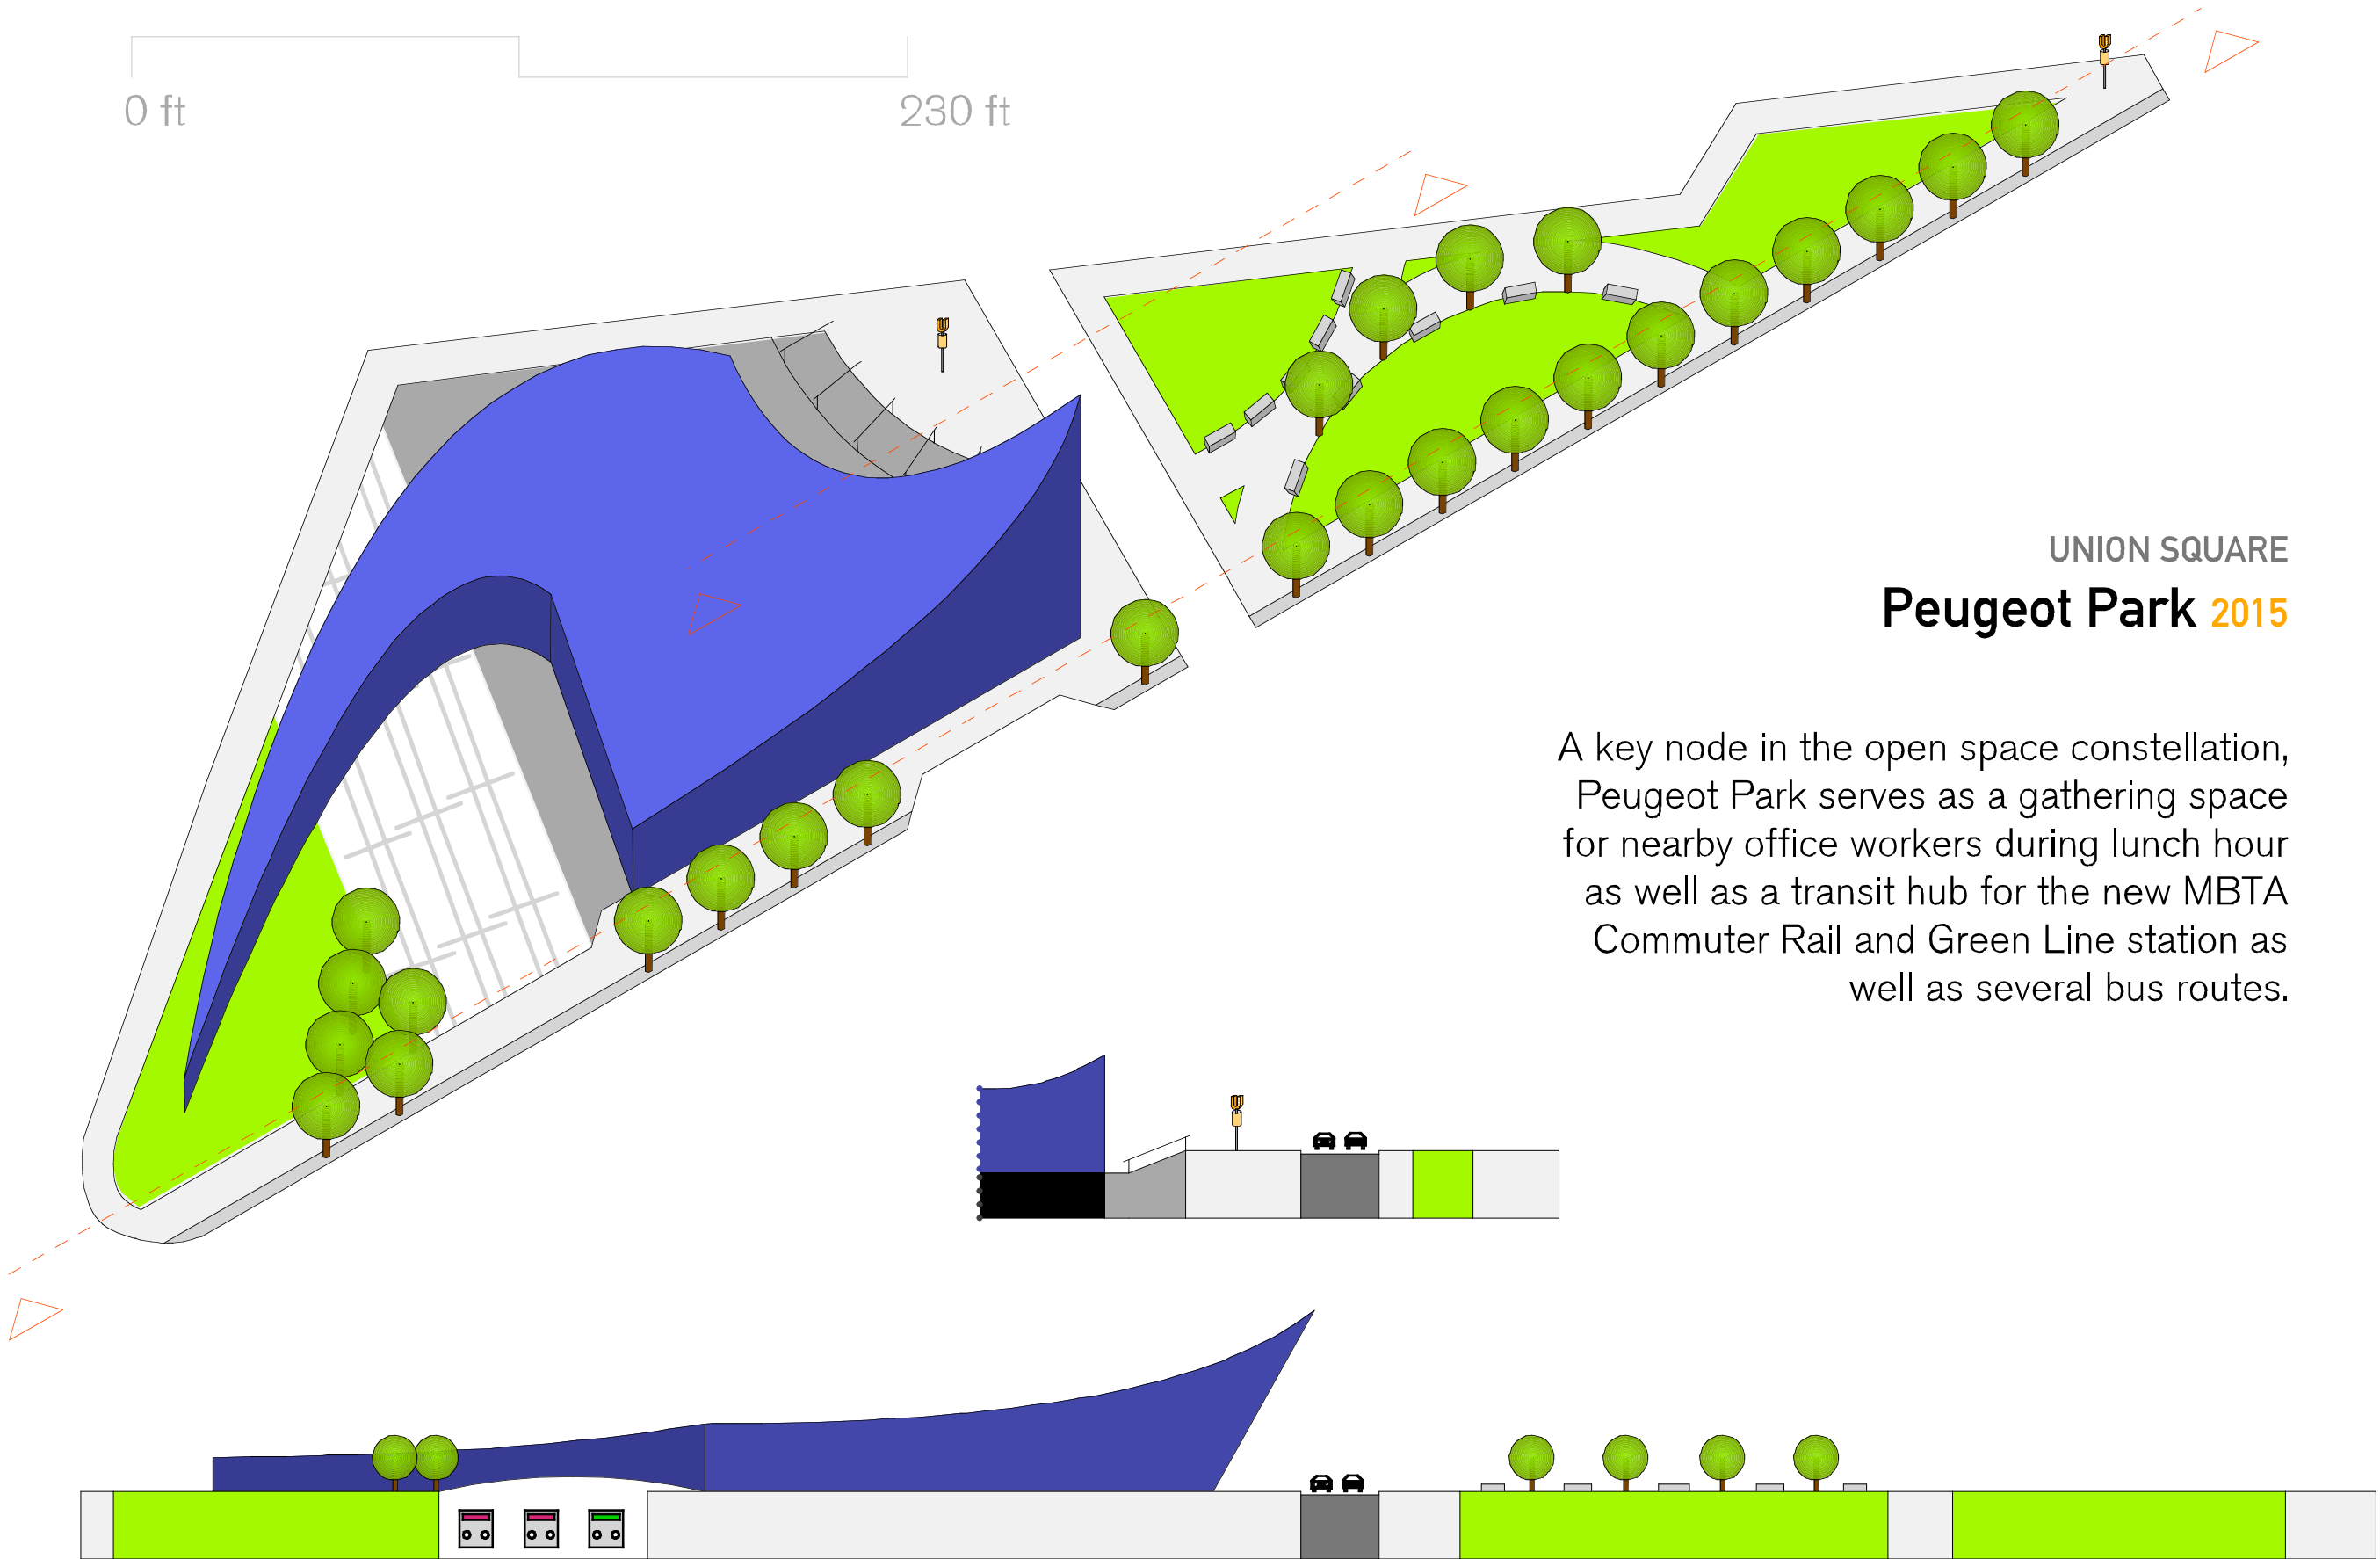 0 ft
230 ft
UNION SQUARE
Peugeot Park 2015
A key node in the open space constellation,
Peugeot Park serves as a gathering space
for nearby office workers during lunch hour
as well as a transit hub for the new MBTA
Commuter Rail and Green Line station as
well as several bus routes.